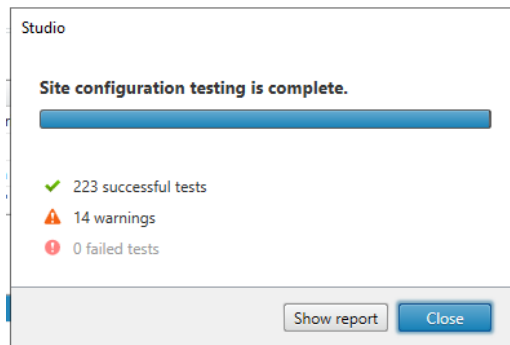 Studio
Site configuration testing is complete.
223 successful tests
14 warnings
0 failed tests
Show report
Close